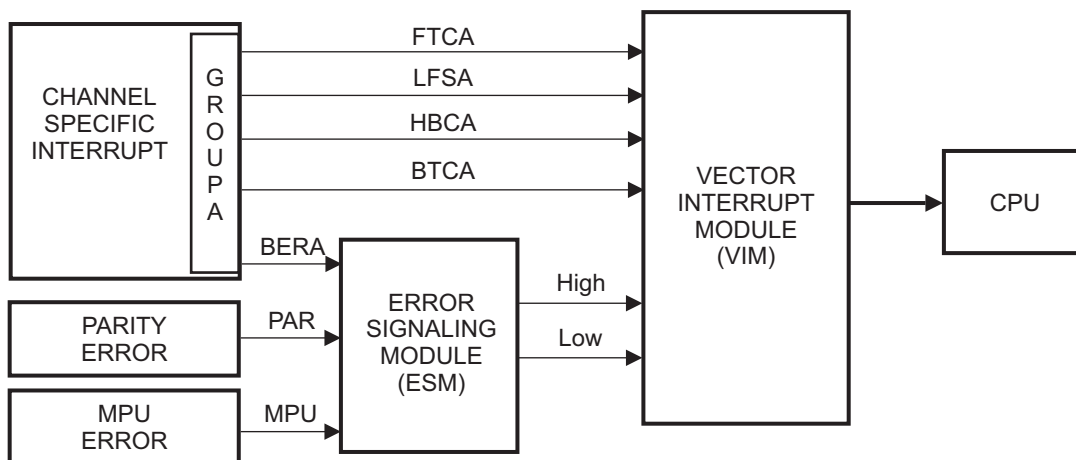 CHANNEL
SPECIFIC
INTERRUPT
G
R
O
U
P
A
FTCA
LFSA
HBCA
BTCA
BERA
PARITY
ERROR
PAR
MPU
ERROR
MPU
ERROR
SIGNALING
MODULE
(ESM)
High
Low
VECTOR
INTERRUPT
MODULE
(VIM)
CPU